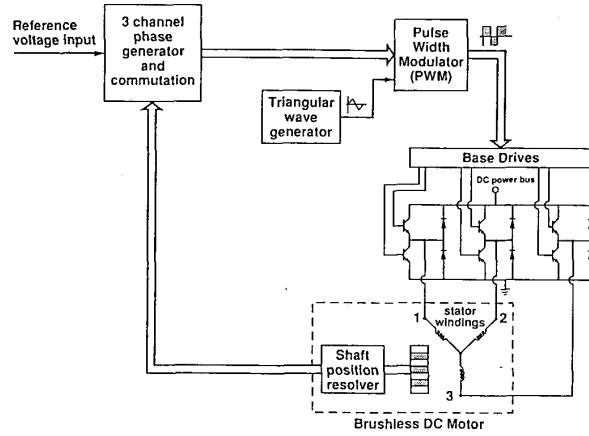 Reference
voltage input
3 channel
phase
generator
and
commutation
Pulse
Width
Modulator
(PWM)
Triangular
wave
generator
Base Drives
DC power bus
stator
windings
1
2
3
Shaft
position
resolver
Brushless DC Motor